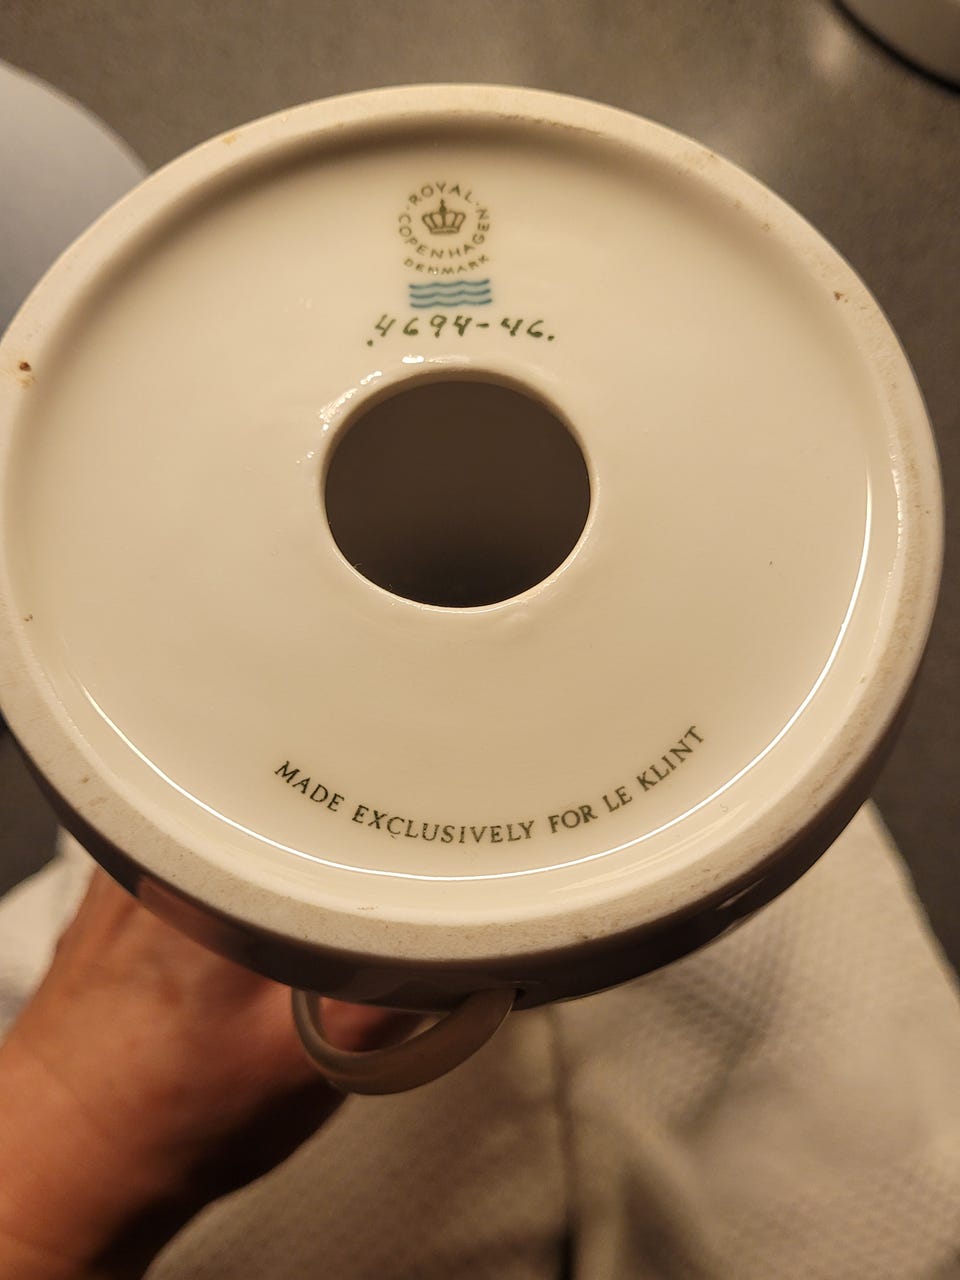 ROYAL
COPENHAGEN
DENMARK
.4694-46.
MADE EXCLUSIVELY FOR LE KLINT